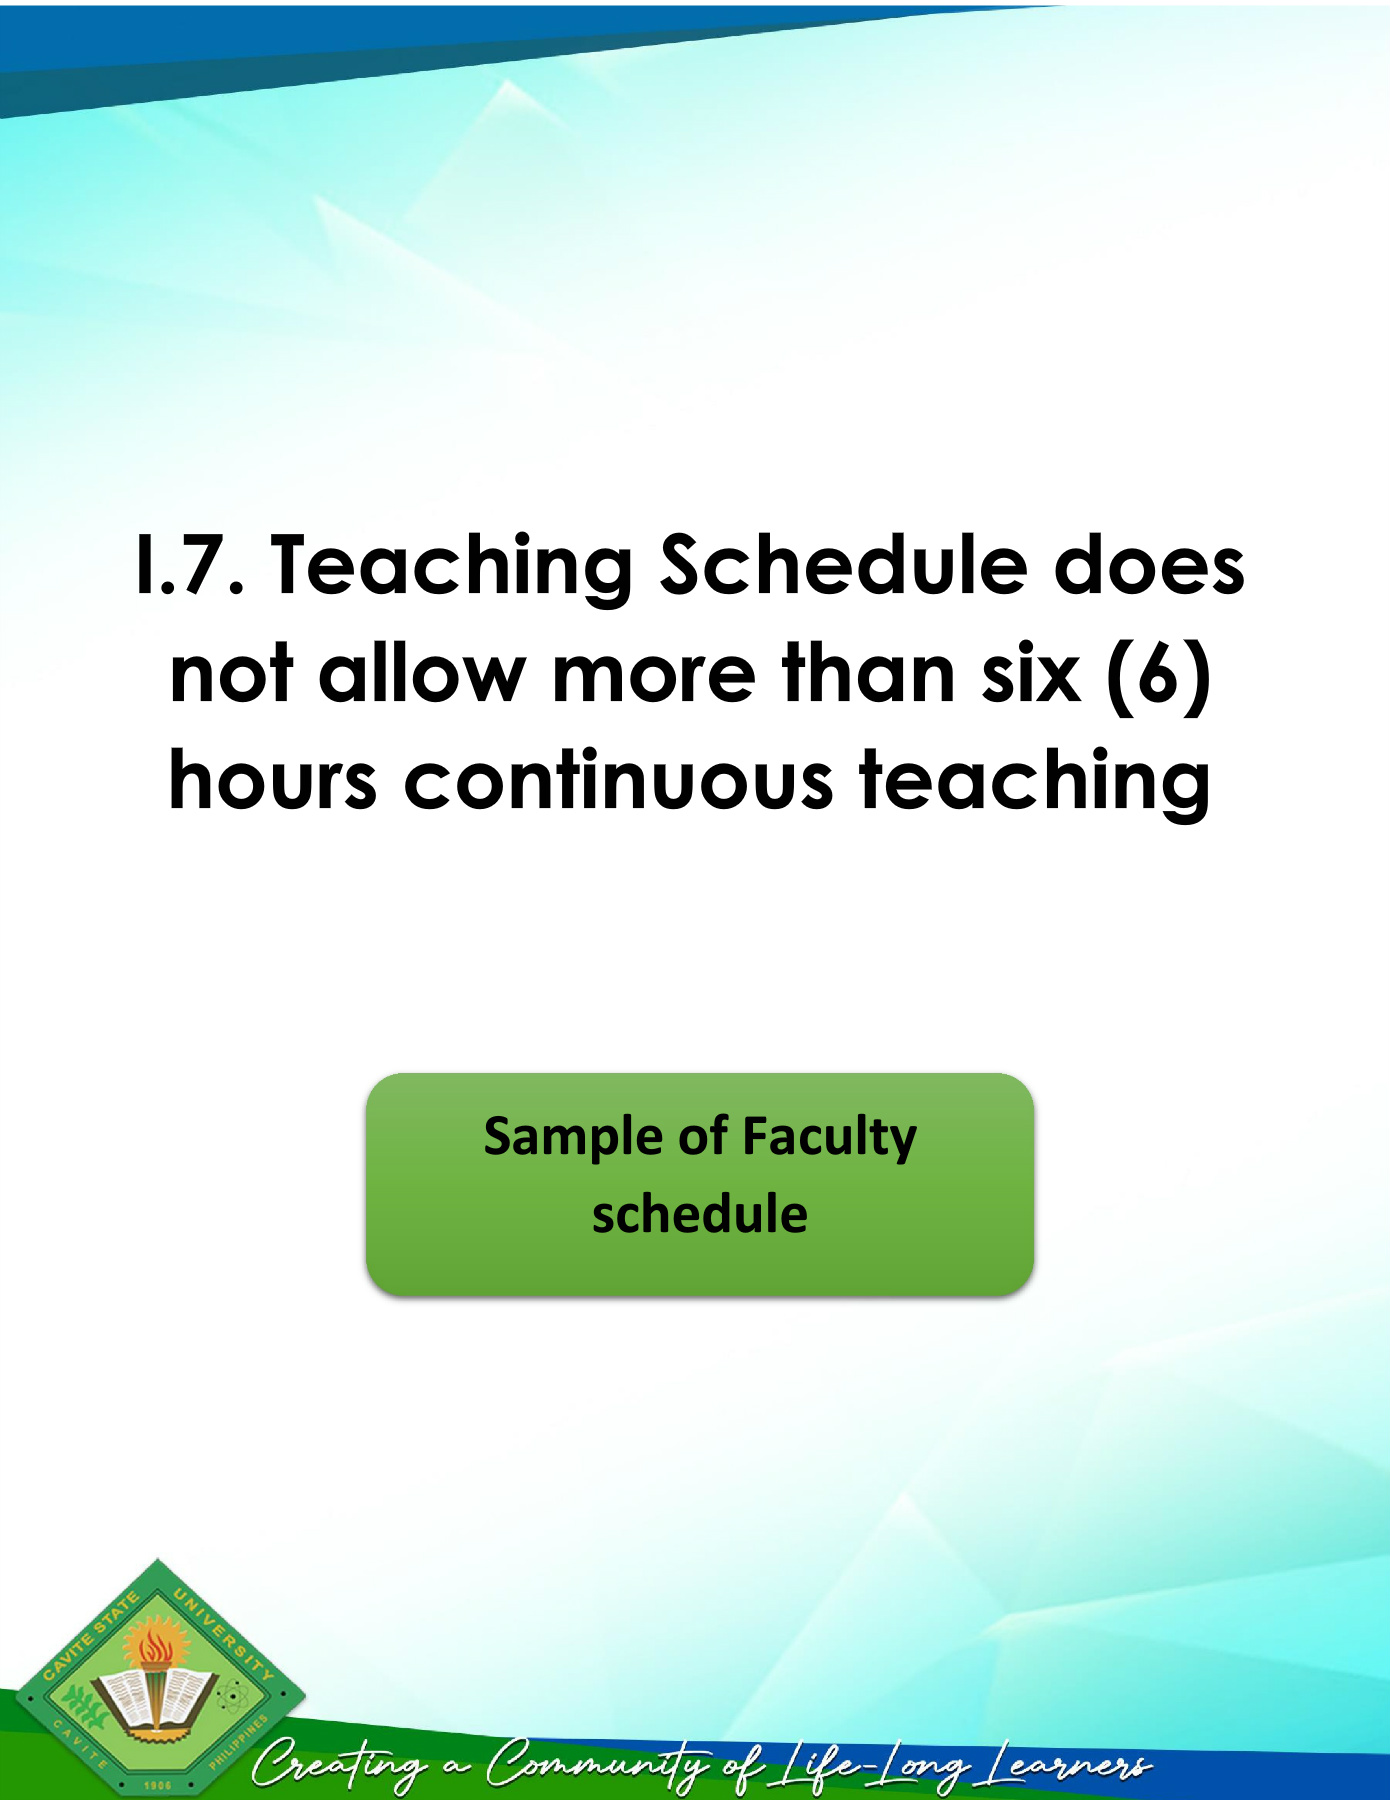 I.7. Teaching Schedule does
not allow more than six (6)
hours continuous teaching
Sample of Faculty
schedule
CAVITE STATE
UNIVERSITY
CAVITE
1906
PHILIPPINES
Creating a Community of Life-Long Learners